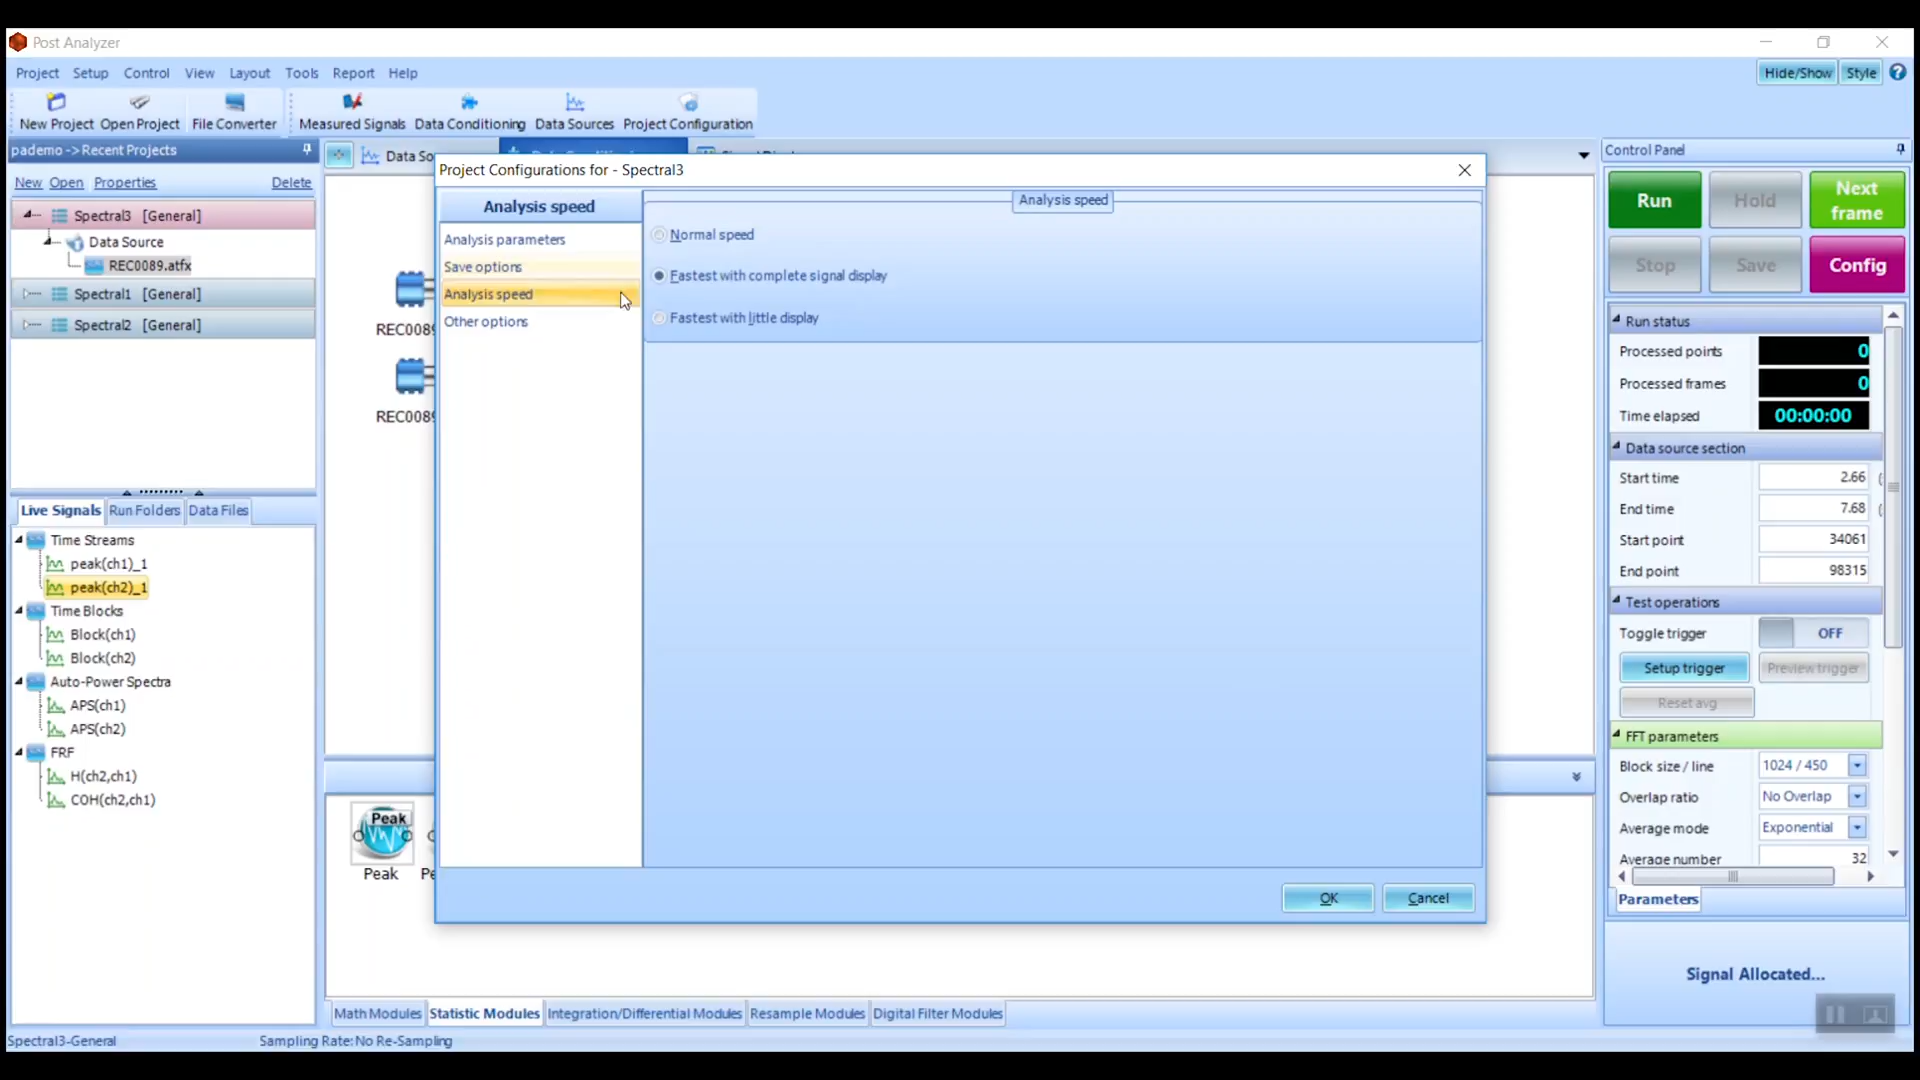 Post Analyzer
Project Setup Control View Layout Tools Report Help
Hide/Show Style
New Project Open Project File Converter Measured Signals Data Conditioning Data Sources Project Configuration
pademo ->Recent Projects
New Open Properties Delete
Spectral3 [General]
Data Source
REC0089.atfx
Spectral1 [General]
Spectral2 [General]
Live Signals Run Folders Data Files
Time Streams
peak(ch1)_1
peak(ch2)_1
Time Blocks
Block(ch1)
Block(ch2)
Auto-Power Spectra
APS(ch1)
APS(ch2)
FRF
H(ch2,ch1)
COH(ch2,ch1)
Data So
REC0089
REC0089
Project Configurations for - Spectral3
Analysis speed
Analysis parameters
Save options
Analysis speed
Other options
Analysis speed
Normal speed
Fastest with complete signal display
Fastest with little display
OK Cancel
Peak
Peak Pe
Math Modules Statistic Modules Integration/Differential Modules Resample Modules Digital Filter Modules
Control Panel
Run Hold Next frame
Stop Save Config
Run status
Processed points 0
Processed frames 0
Time elapsed 00:00:00
Data source section
Start time 2.66 (
End time 7.68 (
Start point 34061
End point 98315
Test operations
Toggle trigger OFF
Setup trigger Preview trigger
Reset avg
FFT parameters
Block size / line 1024 / 450
Overlap ratio No Overlap
Average mode Exponential
Average number 32
Parameters
Signal Allocated...
Spectral3-General Sampling Rate: No Re-Sampling